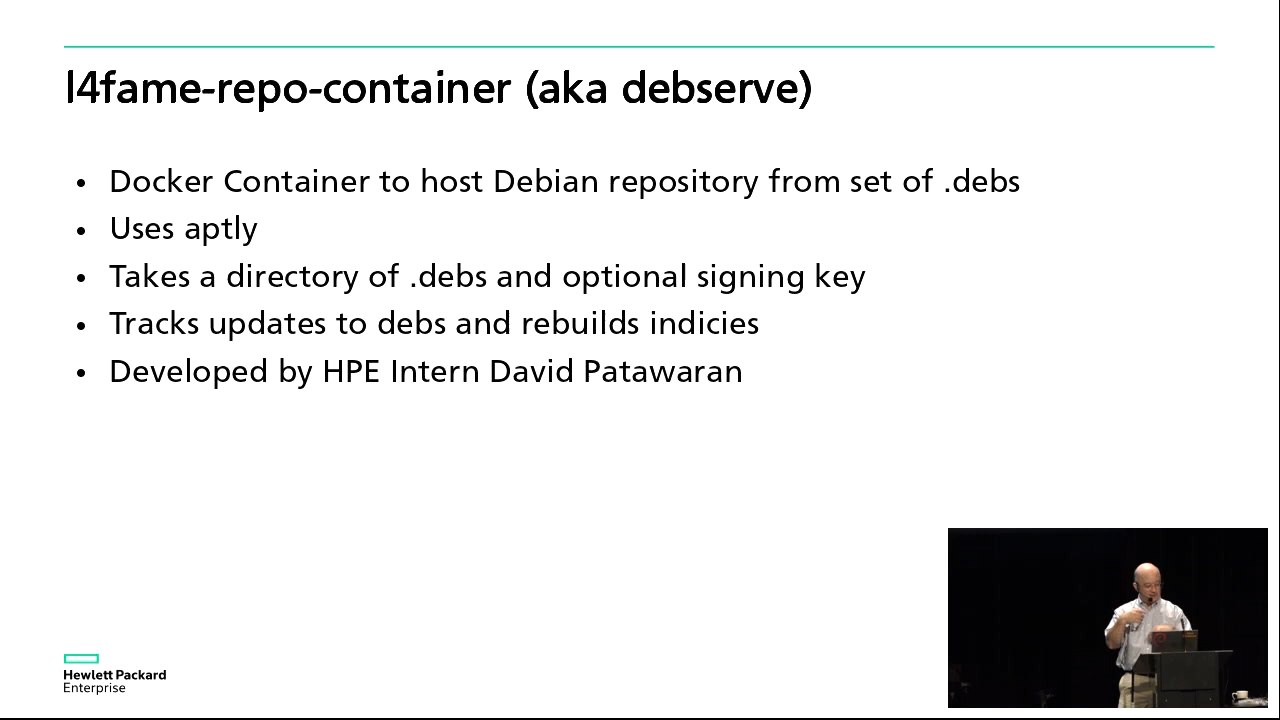 l4fame-repo-container (aka debserve)
• Docker Container to host Debian repository from set of .debs
• Uses aptly
• Takes a directory of .debs and optional signing key
• Tracks updates to debs and rebuilds indicies
• Developed by HPE Intern David Patawaran
Hewlett Packard
Enterprise